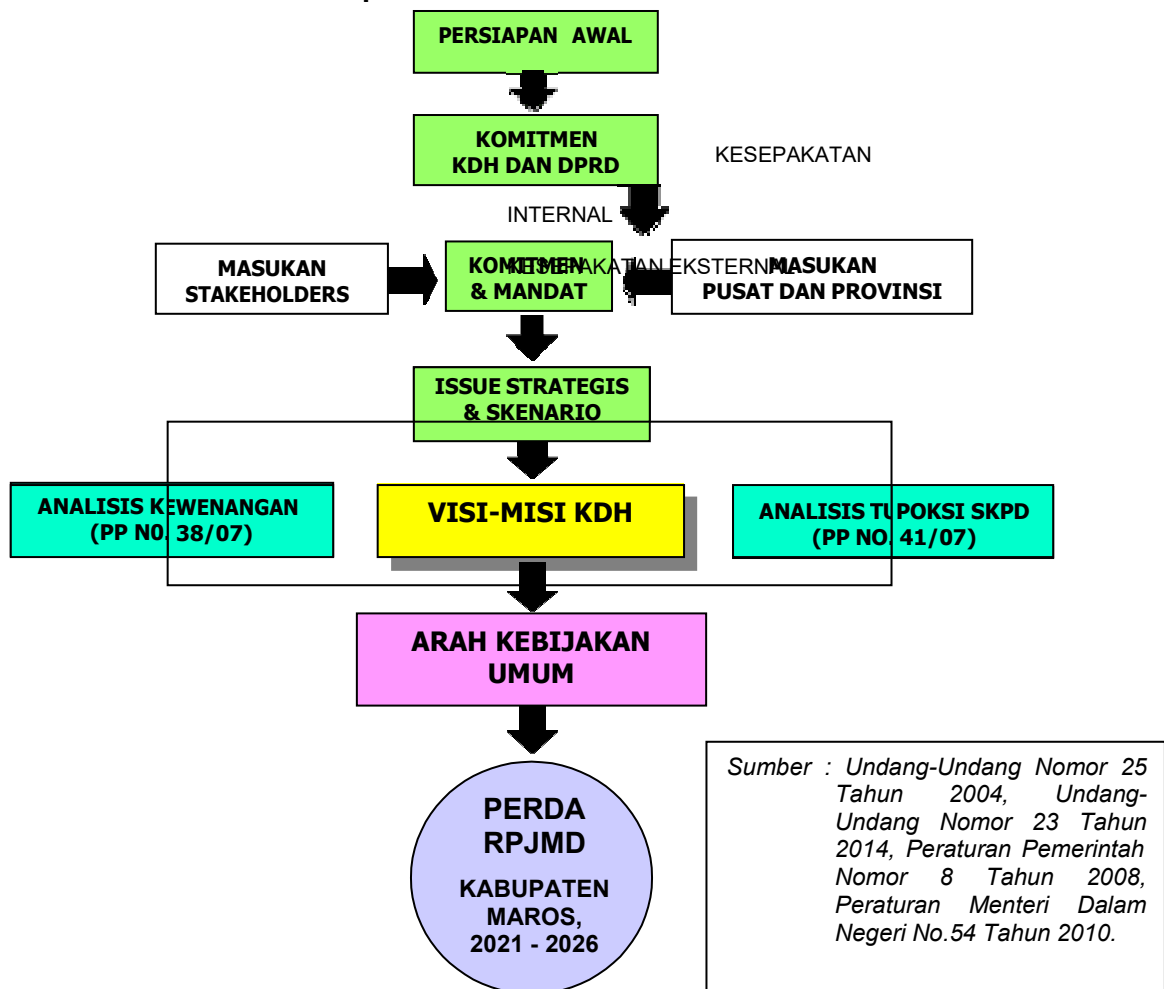 PERSIAPAN AWAL
KOMITMEN
KDH DAN DPRD
KESEPAKATAN
INTERNAL
KESEPAKATAN EKSTERNAL
MASUKAN
STAKEHOLDERS
KOMITMEN
& MANDAT
MASUKAN
PUSAT DAN PROVINSI
ISSUE STRATEGIS
& SKENARIO
ANALISIS KEWENANGAN
(PP N0. 38/07)
VISI-MISI KDH
ANALISIS TUPOKSI SKPD
(PP NO. 41/07)
ARAH KEBIJAKAN
UMUM
PERDA
RPJMD
KABUPATEN
MAROS,
2021 - 2026
Sumber : Undang-Undang Nomor 25
Tahun 2004, Undang-
Undang Nomor 23 Tahun
2014, Peraturan Pemerintah
Nomor 8 Tahun 2008,
Peraturan Menteri Dalam
Negeri No.54 Tahun 2010.